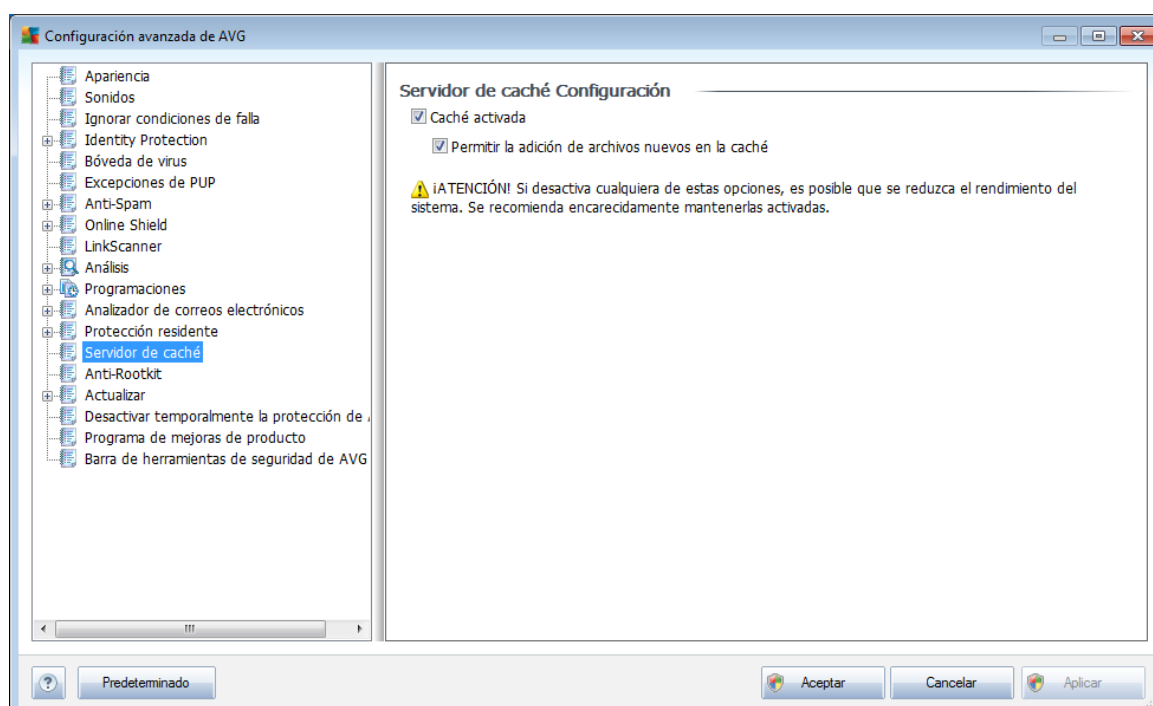 Configuración avanzada de AVG
Apariencia
Sonidos
Ignorar condiciones de falla
Identity Protection
Bóveda de virus
Excepciones de PUP
Anti-Spam
Online Shield
LinkScanner
Análisis
Programaciones
Analizador de correos electrónicos
Protección residente
Servidor de caché
Anti-Rootkit
Actualizar
Desactivar temporalmente la protección de
Programa de mejoras de producto
Barra de herramientas de seguridad de AVG
Servidor de caché Configuración
Caché activada
Permitir la adición de archivos nuevos en la caché
¡ATENCIÓN! Si desactiva cualquiera de estas opciones, es posible que se reduzca el rendimiento del
sistema. Se recomienda encarecidamente mantenerlas activadas.
Predeterminado
Aceptar
Cancelar
Aplicar